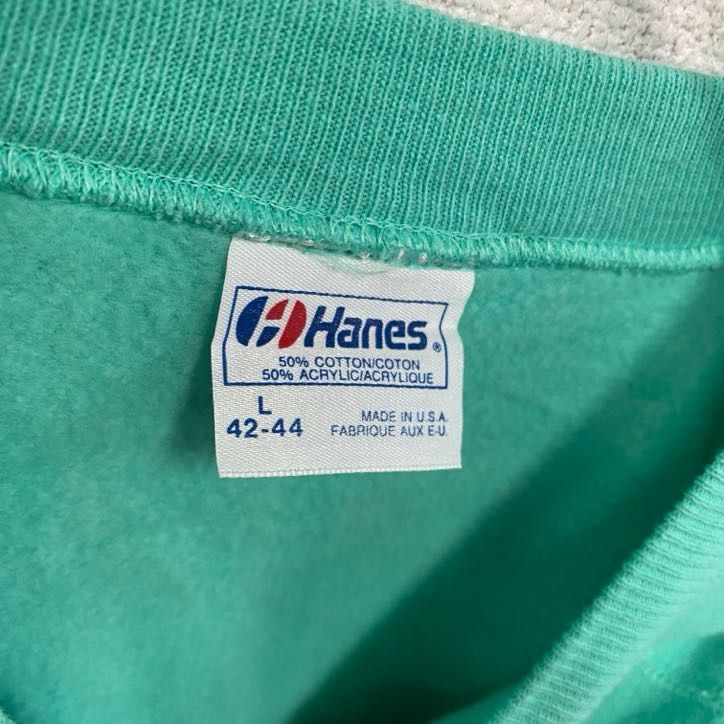 Hanes®
50% COTTON/COTON
50% ACRYLIC/ACRYLIQUE
L
42-44
MADE IN U.S.A.
FABRIQUE AUX E-U.